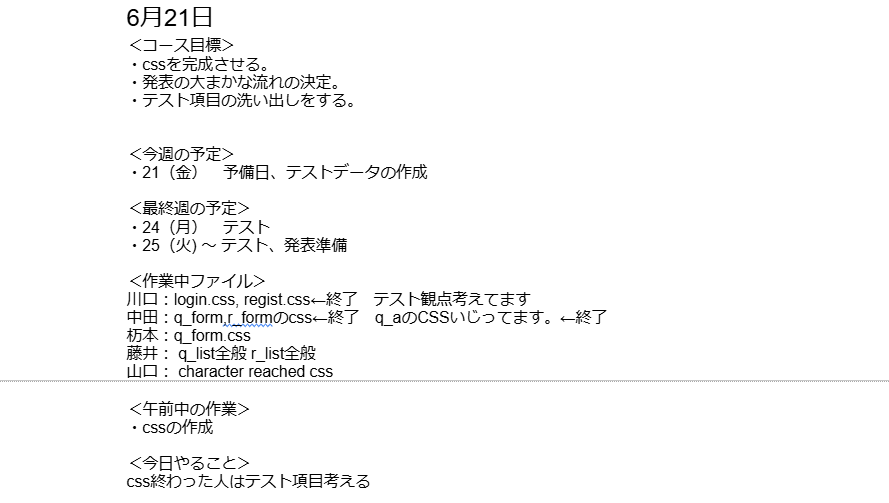 6月21日
＜コース目標＞
・cssを完成させる。
・発表の大まかな流れの決定。
・テスト項目の洗い出しをする。
＜今週の予定＞
・21（金）　予備日、テストデータの作成
＜最終週の予定＞
・24（月）　テスト
・25（火)～ テスト、発表準備
＜作業中ファイル＞
川口：login.css, regist.css←終了　テスト観点考えてます
中田：q_form,r_formのcss←終了　q_aのCSSいじってます。←終了
栃本：q_form.css
藤井： q_list全般 r_list全般
山口： character reached css
＜午前中の作業＞
・cssの作成
＜今日やること＞
css終わった人はテスト項目考える